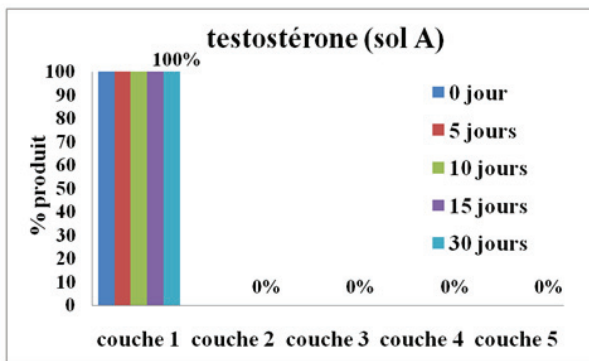 testostérone (sol A)
100%
100
90
80
70
60
50
40
30
20
10
0
% produit
0 jour
5 jours
10 jours
15 jours
30 jours
0% 0% 0% 0%
couche 1 couche 2 couche 3 couche 4 couche 5